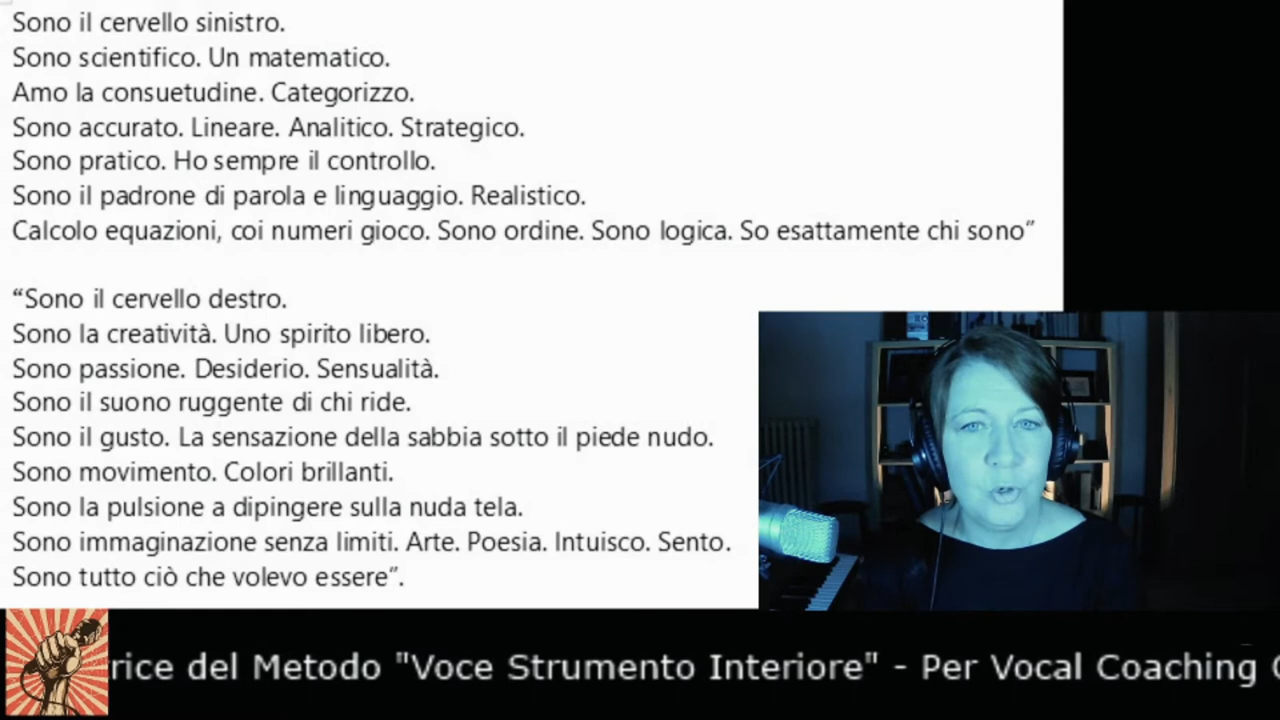 Sono il cervello sinistro.
Sono scientifico. Un matematico.
Amo la consuetudine. Categorizzo.
Sono accurato. Lineare. Analitico. Strategico.
Sono pratico. Ho sempre il controllo.
Sono il padrone di parola e linguaggio. Realistico.
Calcolo equazioni, coi numeri gioco. Sono ordine. Sono logica. So esattamente chi sono”

“Sono il cervello destro.
Sono la creatività. Uno spirito libero.
Sono passione. Desiderio. Sensualità.
Sono il suono ruggente di chi ride.
Sono il gusto. La sensazione della sabbia sotto il piede nudo.
Sono movimento. Colori brillanti.
Sono la pulsione a dipingere sulla nuda tela.
Sono immaginazione senza limiti. Arte. Poesia. Intuisco. Sento.
Sono tutto ciò che volevo essere”.
rice del Metodo "Voce Strumento Interiore" - Per Vocal Coaching